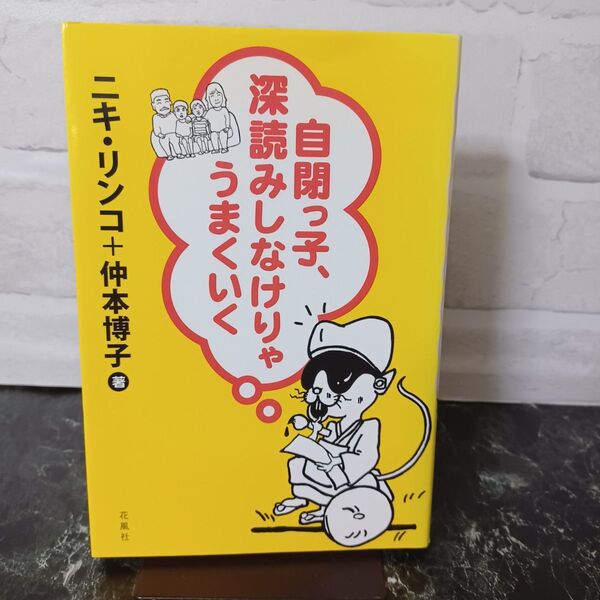 自閉っ子、
深読みしなけりゃ
うまくいく
ニキ・リンコ+仲本博子 著
花風社